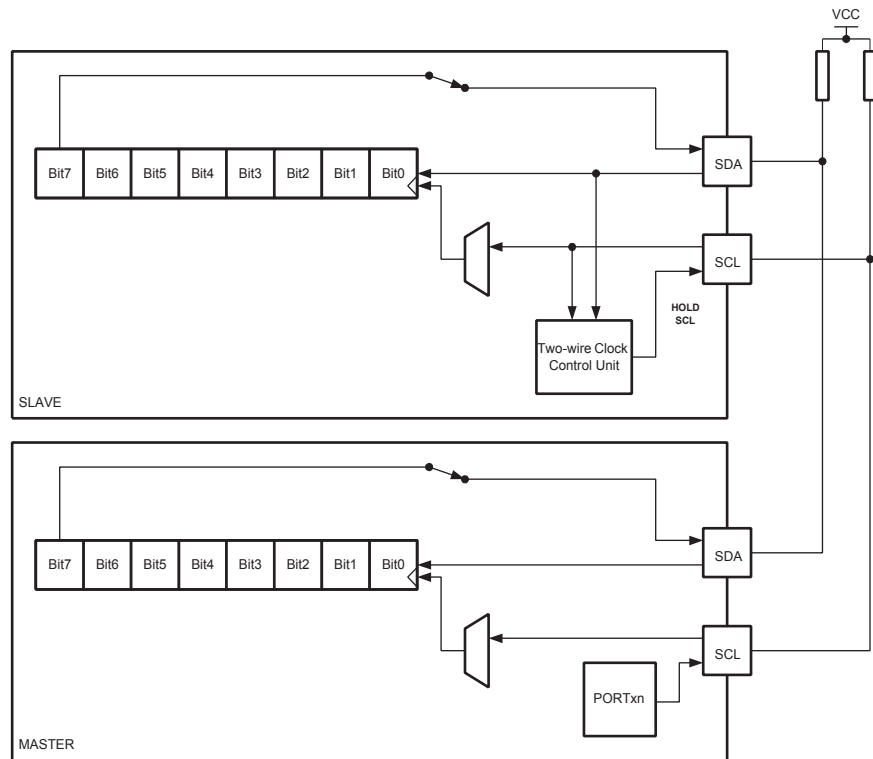 VCC
Bit7 Bit6 Bit5 Bit4 Bit3 Bit2 Bit1 Bit0
SDA
SCL
HOLD
SCL
Two-wire Clock
Control Unit
SLAVE
Bit7 Bit6 Bit5 Bit4 Bit3 Bit2 Bit1 Bit0
SDA
SCL
PORTxn
MASTER